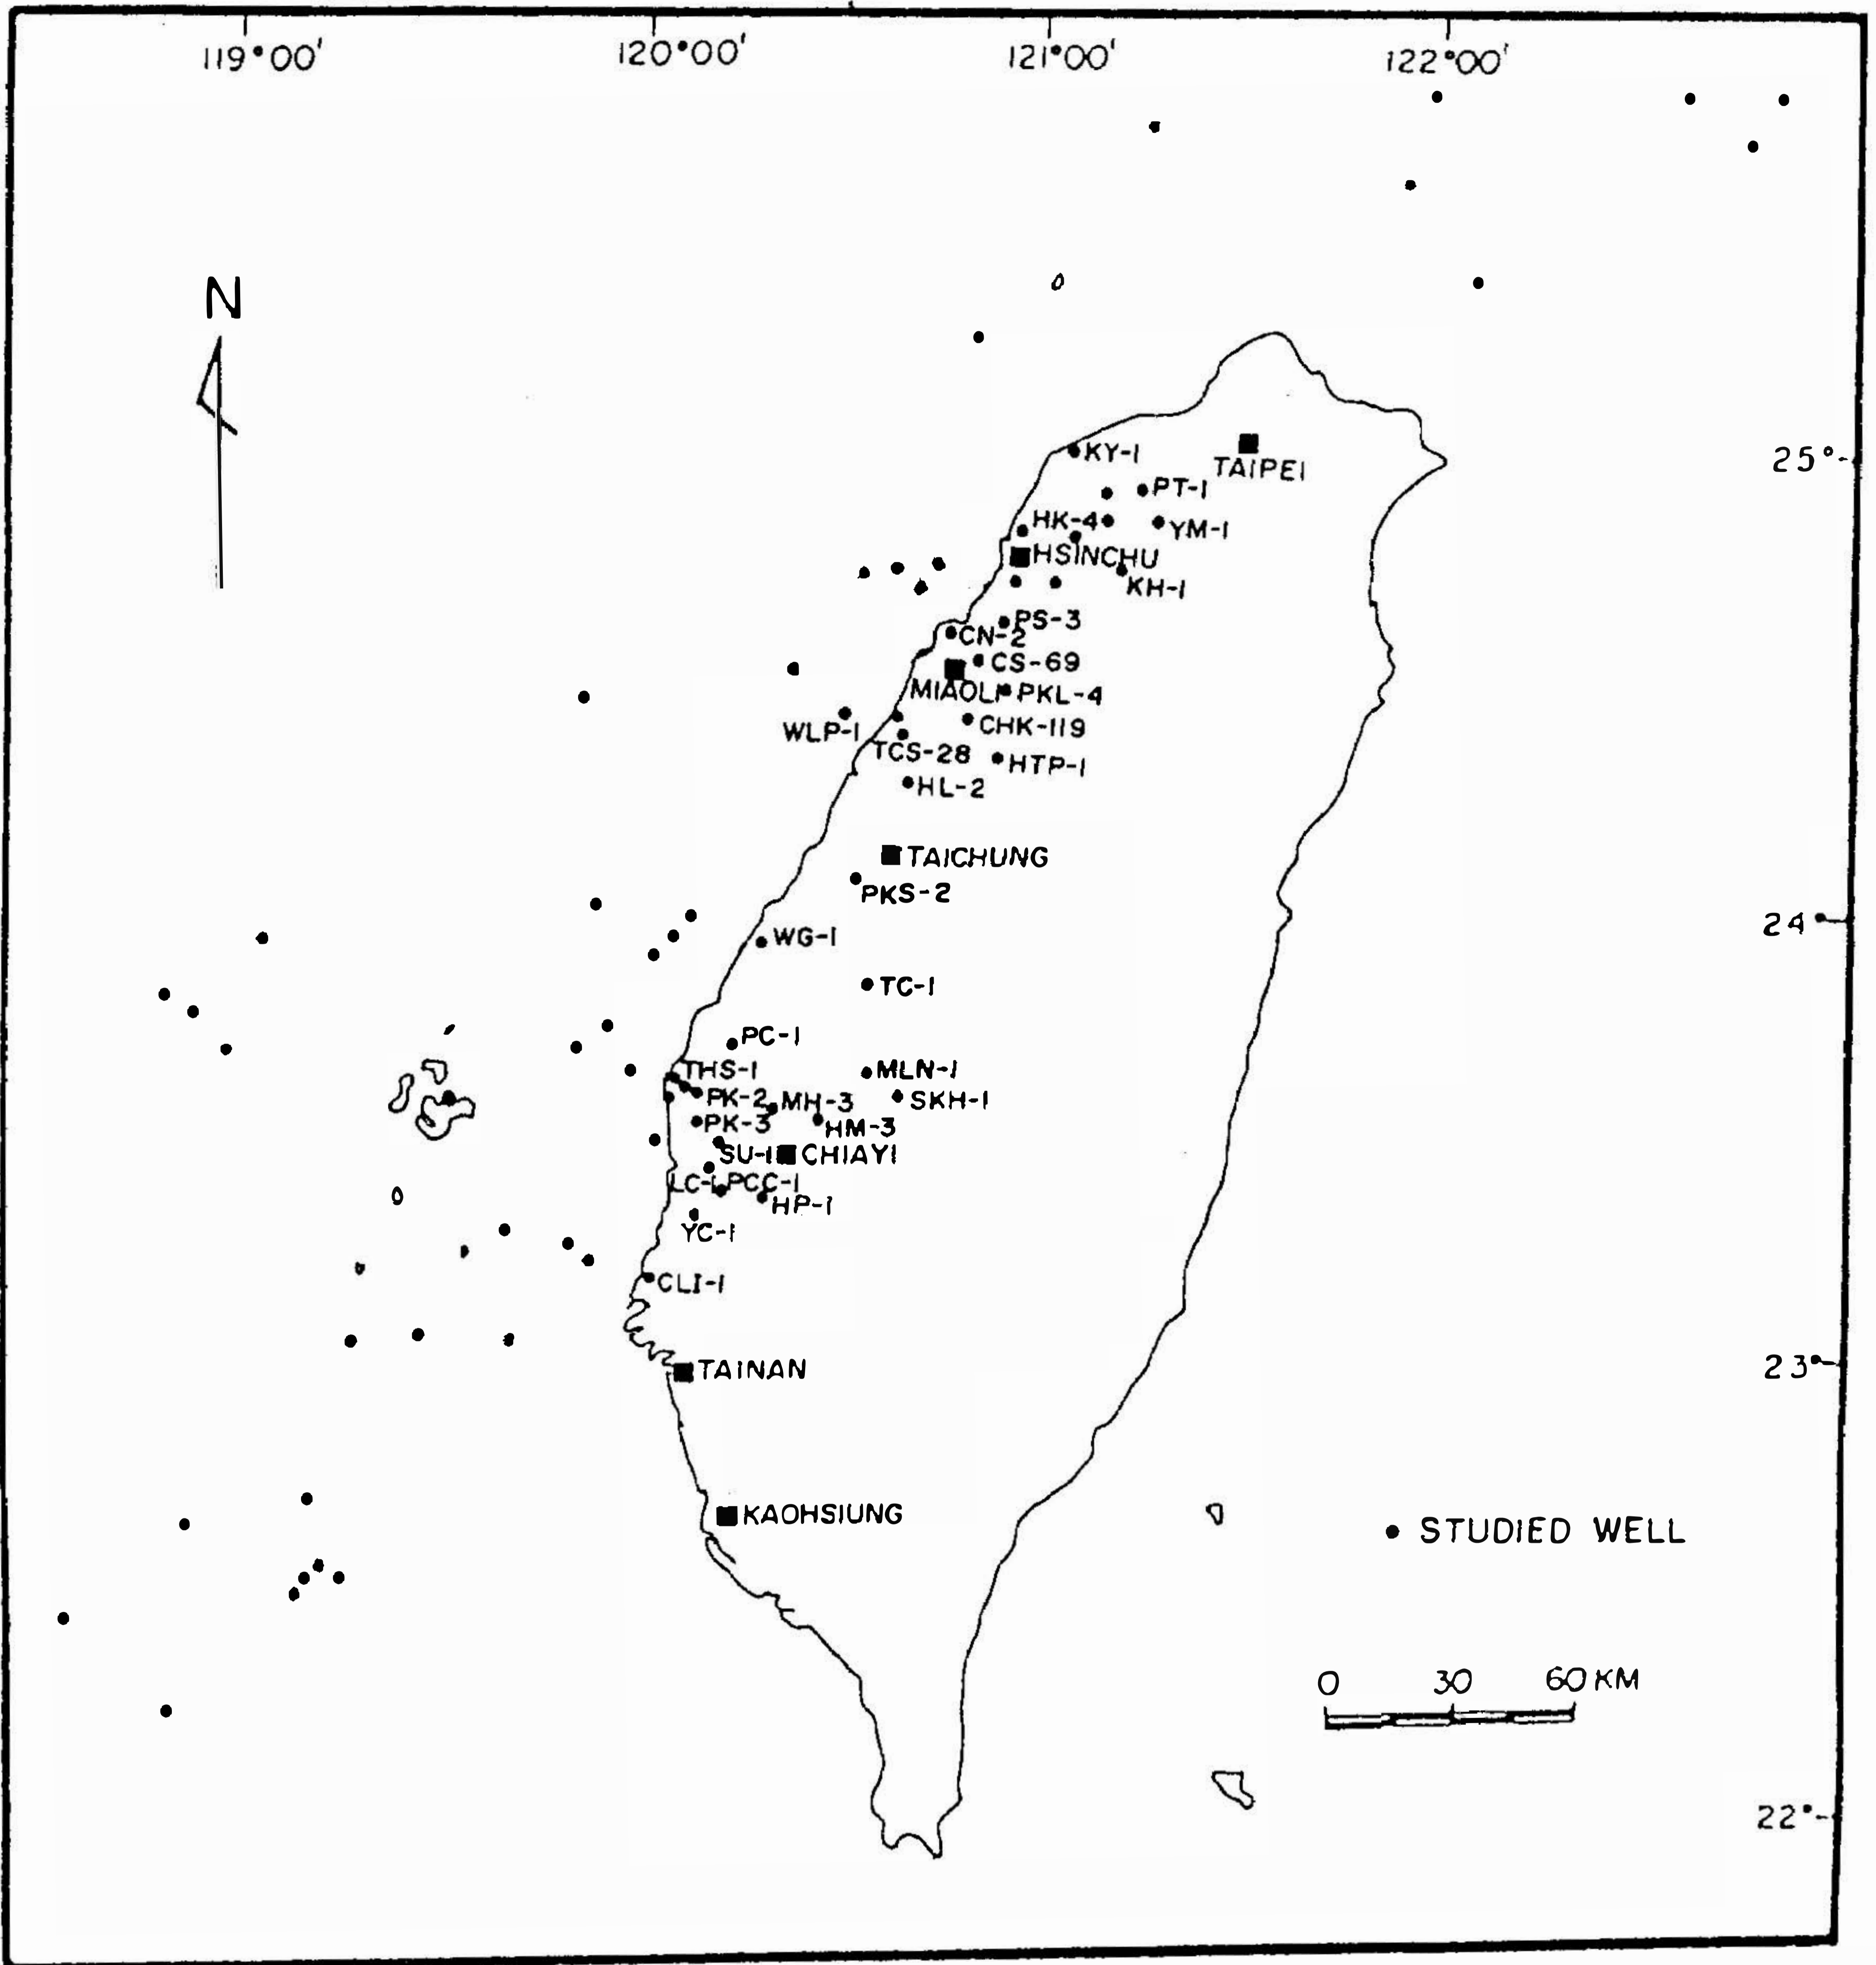 119°00' 120°00' 121°00' 122°00'
N
KY-1
TAIPEI
25°
PT-1
HK-4
YM-1
HSINCHU
KH-1
PS-3
CN-2
CS-69
MIAOLI PKL-4
WLP-1
CHK-119
TCS-28
HTP-1
HL-2
TAICHUNG
PKS-2
24°
WG-1
TC-1
PC-1
THS-1
MLN-1
PK-2
MH-3
SKH-1
PK-3
HM-3
SU-1 CHIAYI
LC-1 PCC-1
HP-1
YC-1
CLI-1
23°
TAINAN
KAOHSIUNG
STUDIED WELL
0 30 60 KM
22°